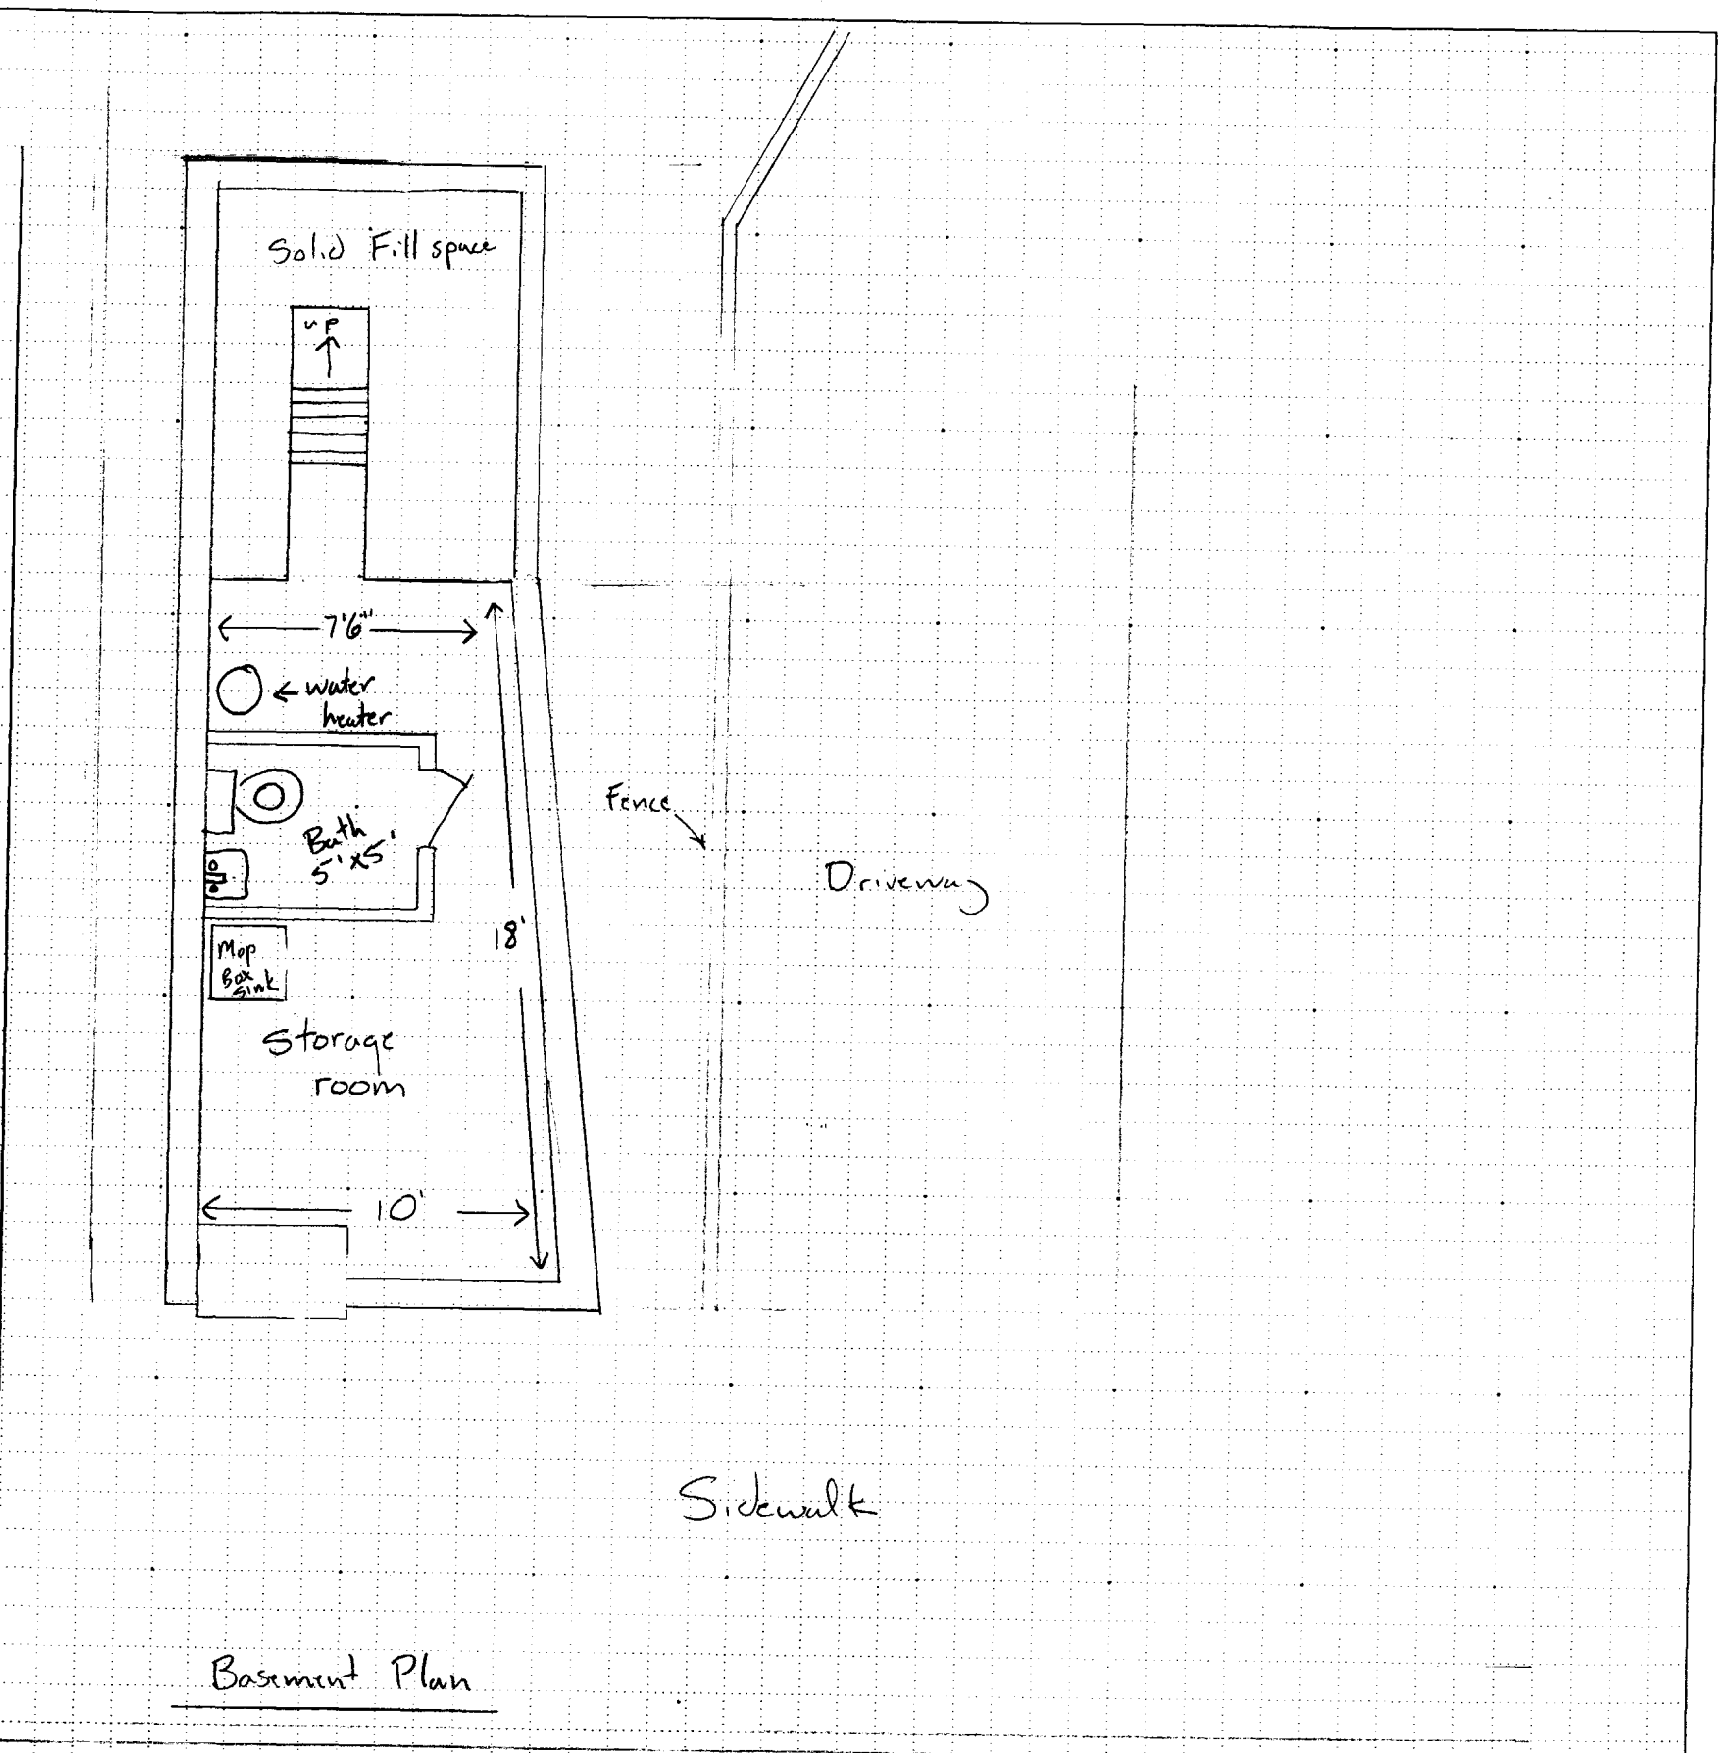 Solid Fill space
up
7'6"
water
heater
Bath
5'x5'
Fence
Driveway
18'
Mop
Box
Sink
Storage
room
10'
Sidewalk
Basement Plan